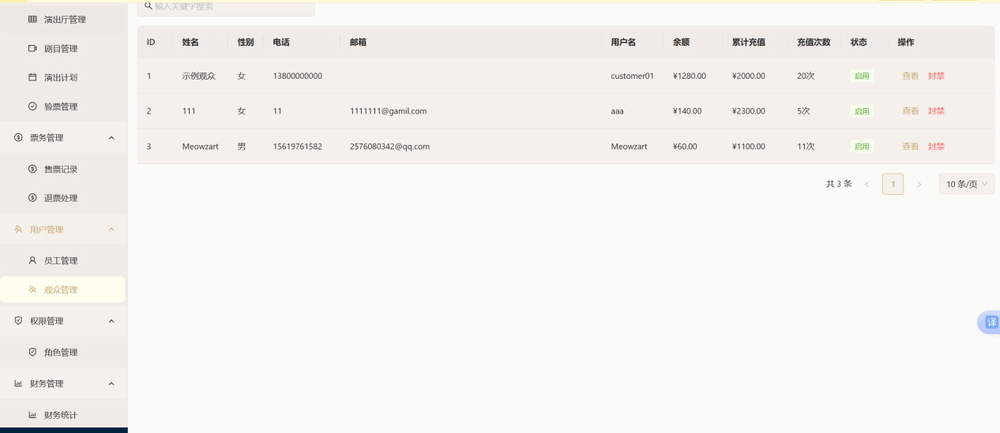 输入关键字搜索
演出厅管理
剧目管理
演出计划
验票管理
票务管理
售票记录
退票处理
用户管理
员工管理
观众管理
权限管理
角色管理
财务管理
财务统计
ID 姓名 性别 电话 邮箱 用户名 余额 累计充值 充值次数 状态 操作
1 示例观众 女 13800000000 customer01 ¥1280.00 ¥2000.00 20次 启用 查看 封禁
2 111 女 11 1111111@gamil.com aaa ¥140.00 ¥2300.00 5次 启用 查看 封禁
3 Meowzart 男 15619761582 2576080342@qq.com Meowzart ¥60.00 ¥1100.00 11次 启用 查看 封禁
共 3 条 < 1 > 10 条/页
译